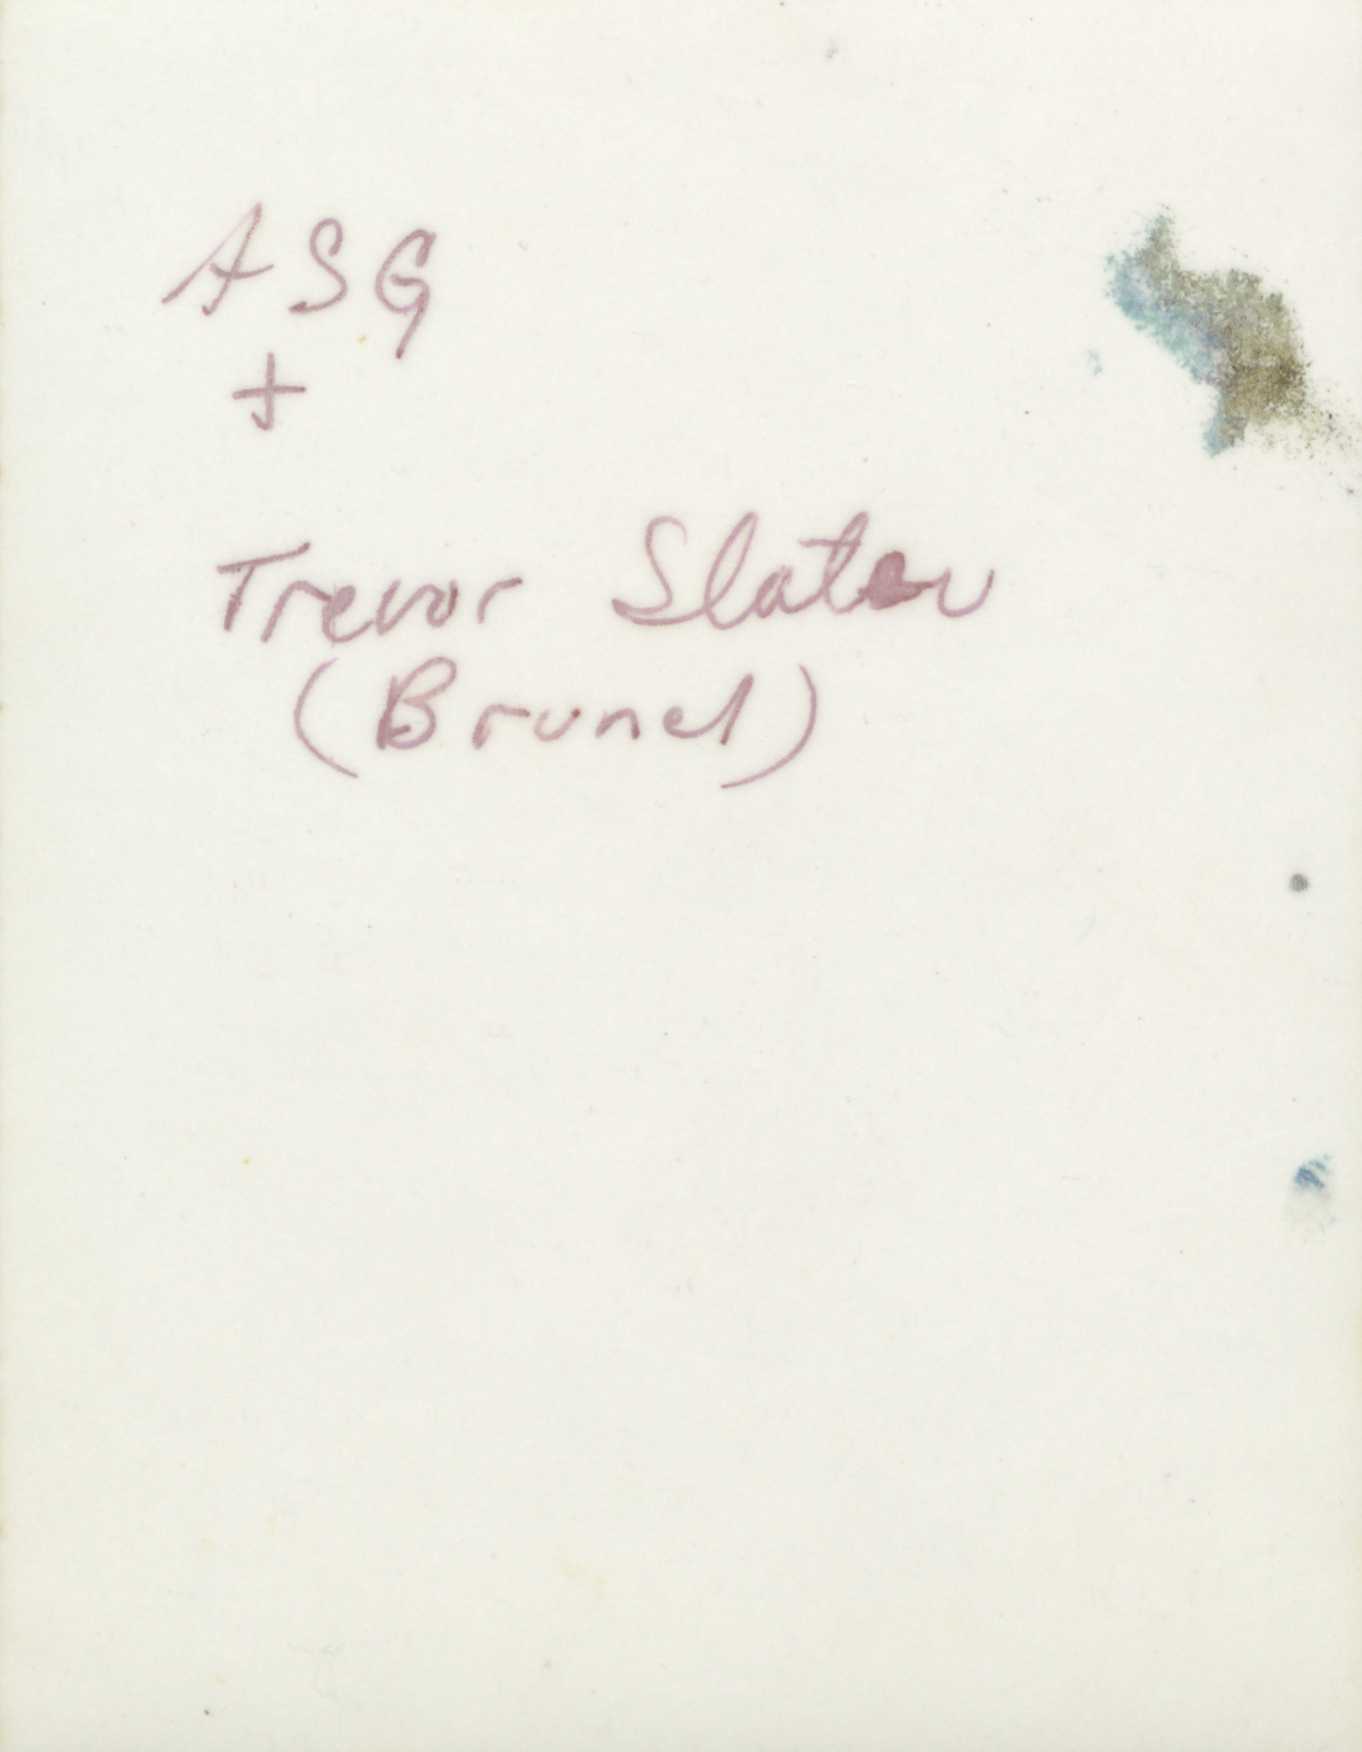 ASG
+
Trevor Slater
(Brunel)